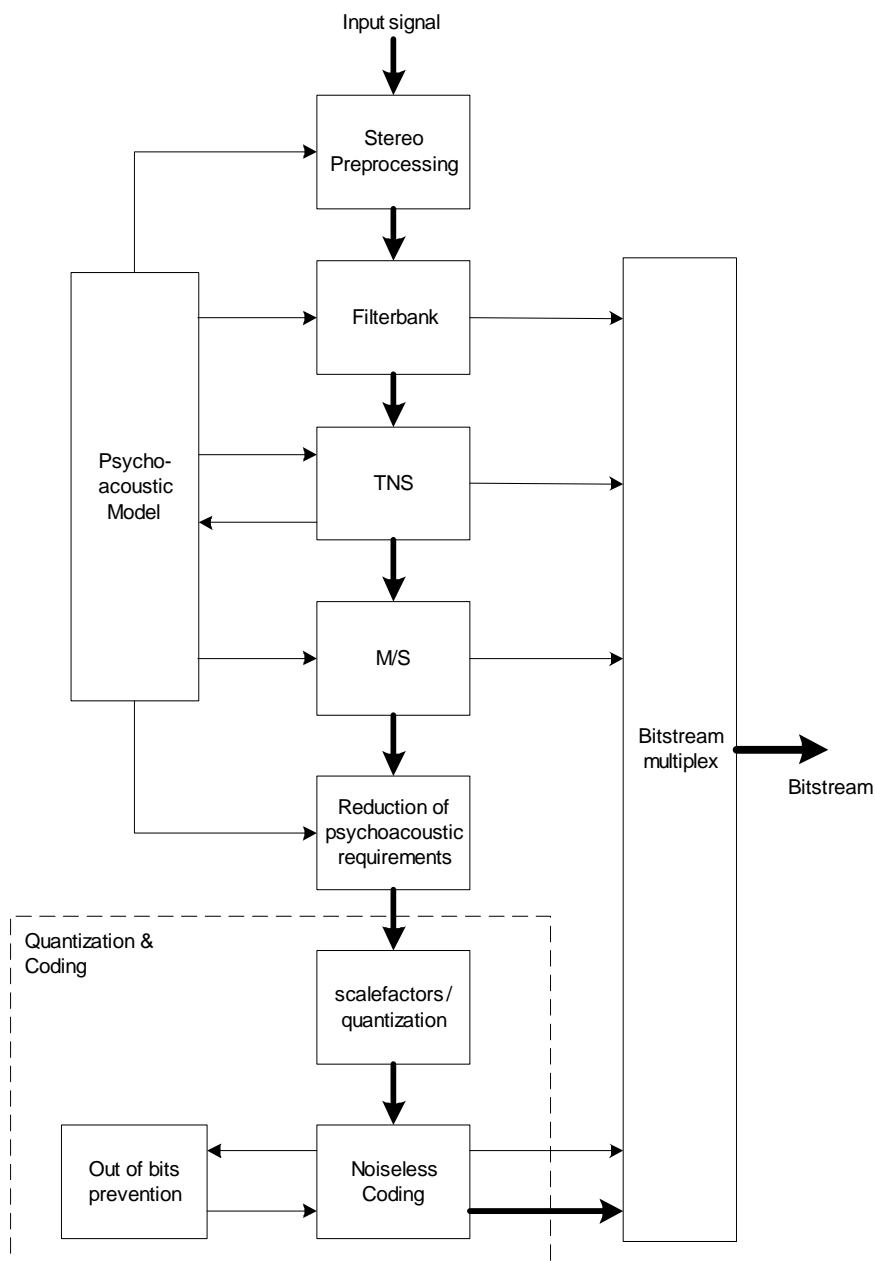 Input signal
Stereo
Preprocessing
Filterbank
Psycho-
acoustic
Model
TNS
M/S
Bitstream
multiplex
Bitstream
Reduction of
psychoacoustic
requirements
Quantization &
Coding
scalefactors/
quantization
Out of bits
prevention
Noiseless
Coding